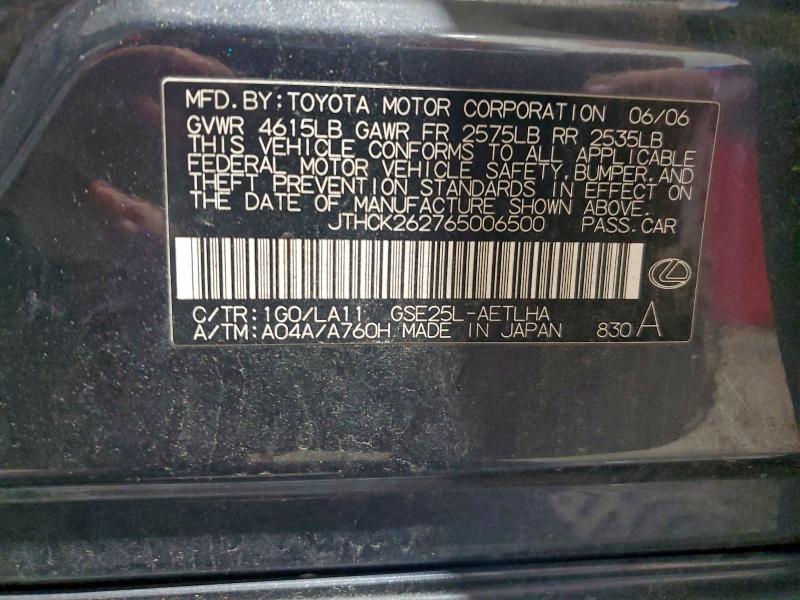 MFD. BY: TOYOTA MOTOR CORPORATION 06/06
GVWR 4615LB GAWR FR 2575LB RR 2535LB
THIS VEHICLE CONFORMS TO ALL APPLICABLE
FEDERAL MOTOR VEHICLE SAFETY, BUMPER, AND
THEFT PREVENTION STANDARDS IN EFFECT ON
THE DATE OF MANUFACTURE SHOWN ABOVE.
JTHCK262765006500 PASS. CAR
C/TR: 1G0/LA11 GSE25L-AETLHA
A/TM: A04A/A760H MADE IN JAPAN 830 A